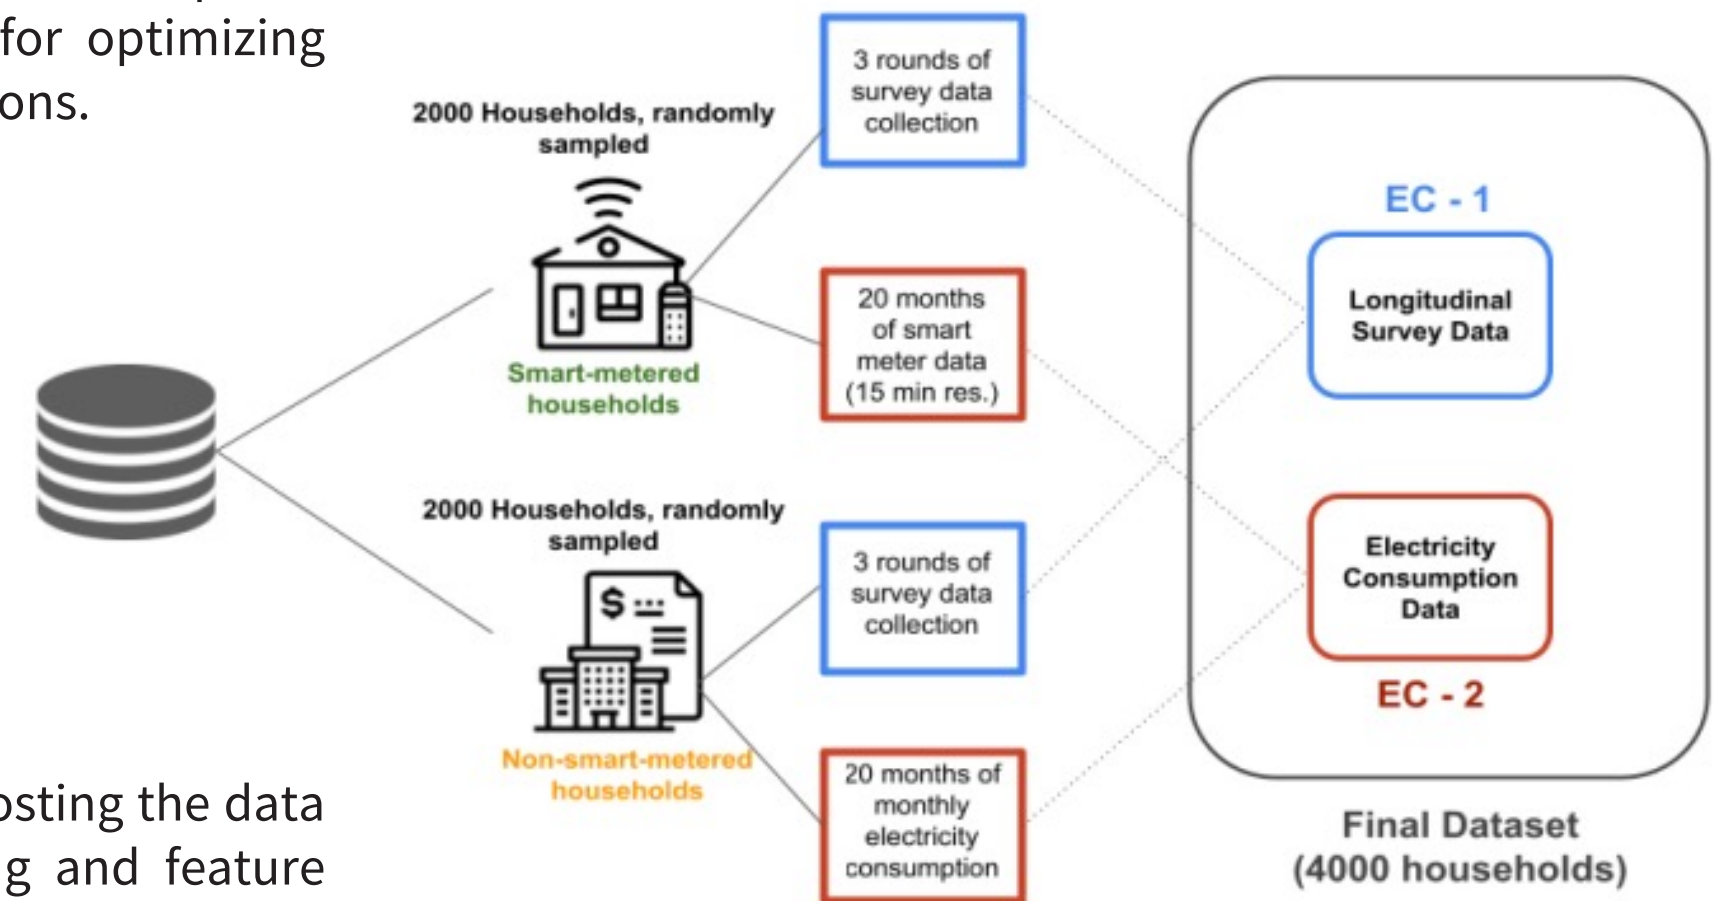 for optimizing
ons.
2000 Households, randomly
sampled
Smart-metered
households
2000 Households, randomly
sampled
$
Non-smart-metered
households
3 rounds of
survey data
collection
20 months
of smart
meter data
(15 min res.)
3 rounds of
survey data
collection
20 months of
monthly
electricity
consumption
EC - 1
Longitudinal
Survey Data
Electricity
Consumption
Data
EC - 2
Final Dataset
(4000 households)
osting the data
g and feature